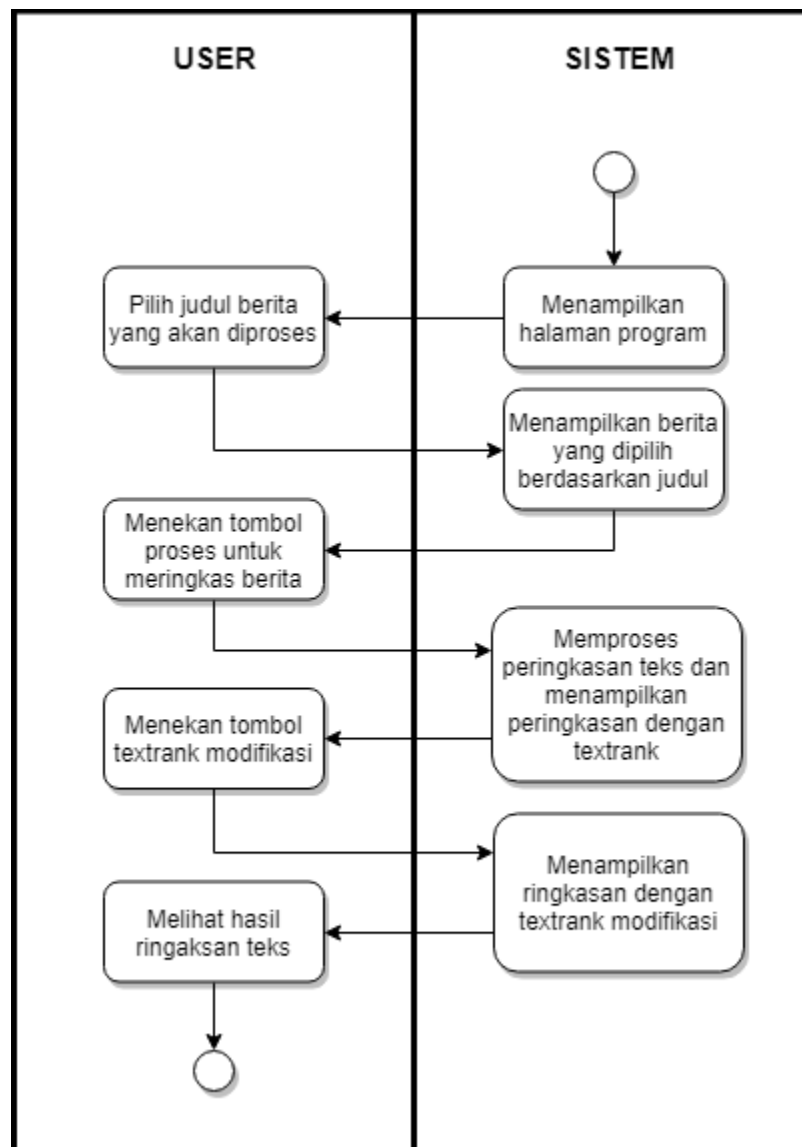 USER
SISTEM
Menampilkan
halaman program
Pilih judul berita
yang akan diproses
Menampilkan berita
yang dipilih
berdasarkan judul
Menekan tombol
proses untuk
meringkas berita
Memproses
peringkasan teks dan
menampilkan
peringkasan dengan
textrank
Menekan tombol
textrank modifikasi
Menampilkan
ringkasan dengan
textrank modifikasi
Melihat hasil
ringaksan teks